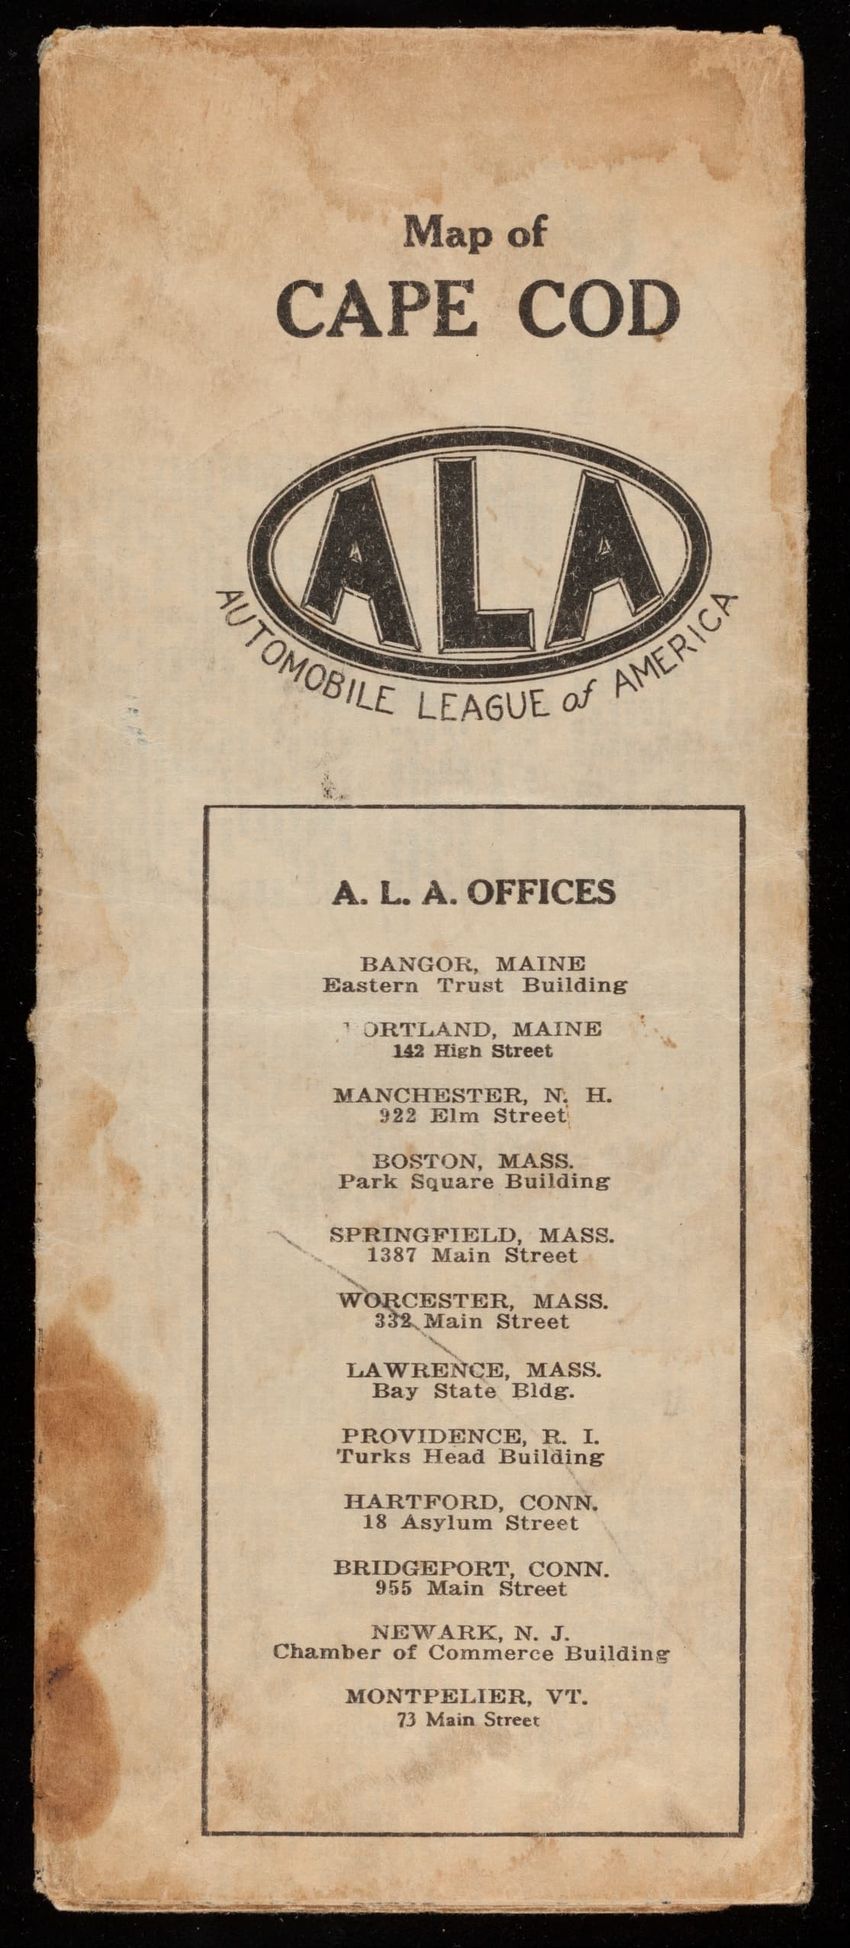 Map of
CAPE COD
ALA
AUTOMOBILE LEAGUE of AMERICA
A. L. A. OFFICES
BANGOR, MAINE
Eastern Trust Building
PORTLAND, MAINE
142 High Street
MANCHESTER, N. H.
922 Elm Street
BOSTON, MASS.
Park Square Building
SPRINGFIELD, MASS.
1387 Main Street
WORCESTER, MASS.
332 Main Street
LAWRENCE, MASS.
Bay State Bldg.
PROVIDENCE, R. I.
Turks Head Building
HARTFORD, CONN.
18 Asylum Street
BRIDGEPORT, CONN.
955 Main Street
NEWARK, N. J.
Chamber of Commerce Building
MONTPELIER, VT.
73 Main Street